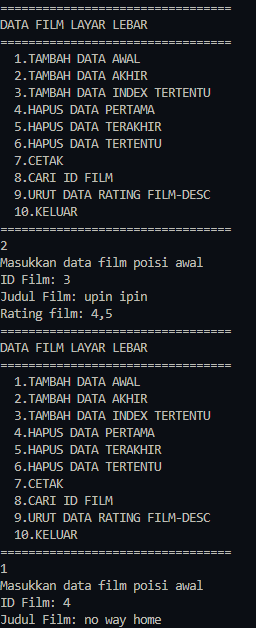 =================================
DATA FILM LAYAR LEBAR
=================================
1.TAMBAH DATA AWAL
2.TAMBAH DATA AKHIR
3.TAMBAH DATA INDEX TERTENTU
4.HAPUS DATA PERTAMA
5.HAPUS DATA TERAKHIR
6.HAPUS DATA TERTENTU
7.CETAK
8.CARI ID FILM
9.URUT DATA RATING FILM-DESC
10.KELUAR
=================================
2
Masukkan data film poisi awal
ID Film: 3
Judul Film: upin ipin
Rating film: 4,5
=================================
DATA FILM LAYAR LEBAR
=================================
1.TAMBAH DATA AWAL
2.TAMBAH DATA AKHIR
3.TAMBAH DATA INDEX TERTENTU
4.HAPUS DATA PERTAMA
5.HAPUS DATA TERAKHIR
6.HAPUS DATA TERTENTU
7.CETAK
8.CARI ID FILM
9.URUT DATA RATING FILM-DESC
10.KELUAR
=================================
1
Masukkan data film poisi awal
ID Film: 4
Judul Film: no way home